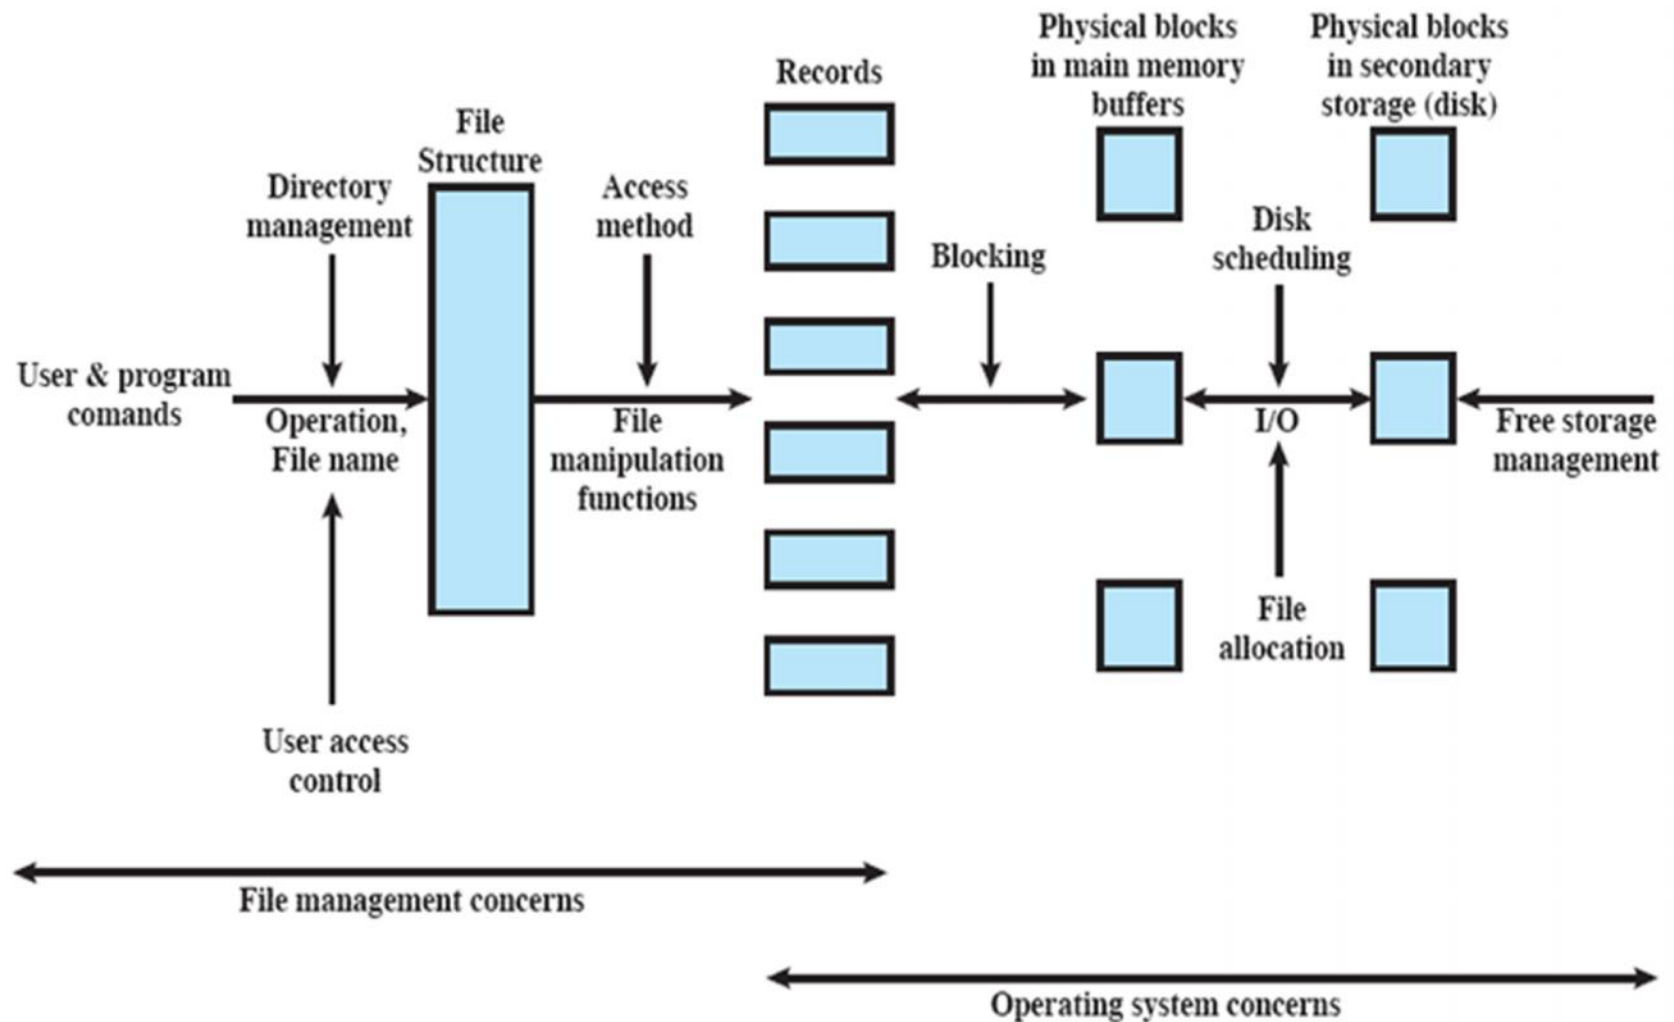 Physical blocks
in main memory
buffers
Physical blocks
in secondary
storage (disk)
Records
File
Structure
Directory
management
Access
method
Disk
scheduling
Blocking
User & program
comands
Operation,
File name
File
manipulation
functions
I/O
Free storage
management
File
allocation
User access
control
File management concerns
Operating system concerns